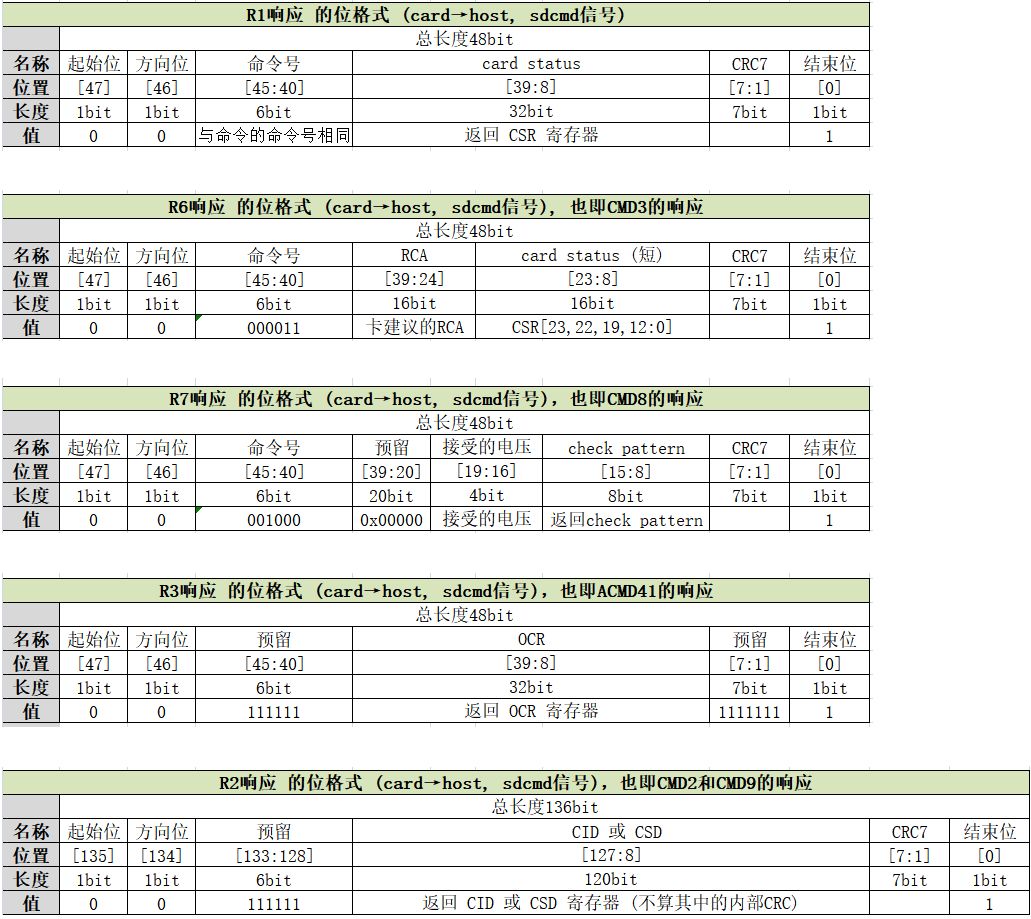 R1响应 的位格式 (card→host, sdcmd信号)
总长度48bit
名称 起始位 方向位 命令号 card status CRC7 结束位
位置 [47] [46] [45:40] [39:8] [7:1] [0]
长度 1bit 1bit 6bit 32bit 7bit 1bit
值 0 0 与命令的命令号相同 返回 CSR 寄存器 1
R6响应 的位格式 (card→host, sdcmd信号), 也即CMD3的响应
总长度48bit
名称 起始位 方向位 命令号 RCA card status (短) CRC7 结束位
位置 [47] [46] [45:40] [39:24] [23:8] [7:1] [0]
长度 1bit 1bit 6bit 16bit 16bit 7bit 1bit
值 0 0 000011 卡建议的RCA CSR[23,22,19,12:0] 1
R7响应 的位格式 (card→host, sdcmd信号), 也即CMD8的响应
总长度48bit
名称 起始位 方向位 命令号 预留 接受的电压 check pattern CRC7 结束位
位置 [47] [46] [45:40] [39:20] [19:16] [15:8] [7:1] [0]
长度 1bit 1bit 6bit 20bit 4bit 8bit 7bit 1bit
值 0 0 001000 0x00000 接受的电压 返回check pattern 1
R3响应 的位格式 (card→host, sdcmd信号), 也即ACMD41的响应
总长度48bit
名称 起始位 方向位 预留 OCR 预留 结束位
位置 [47] [46] [45:40] [39:8] [7:1] [0]
长度 1bit 1bit 6bit 32bit 7bit 1bit
值 0 0 111111 返回 OCR 寄存器 1111111 1
R2响应 的位格式 (card→host, sdcmd信号), 也即CMD2和CMD9的响应
总长度136bit
名称 起始位 方向位 预留 CID 或 CSD CRC7 结束位
位置 [135] [134] [133:128] [127:8] [7:1] [0]
长度 1bit 1bit 6bit 120bit 7bit 1bit
值 0 0 111111 返回 CID 或 CSD 寄存器 (不算其中的内部CRC) 1